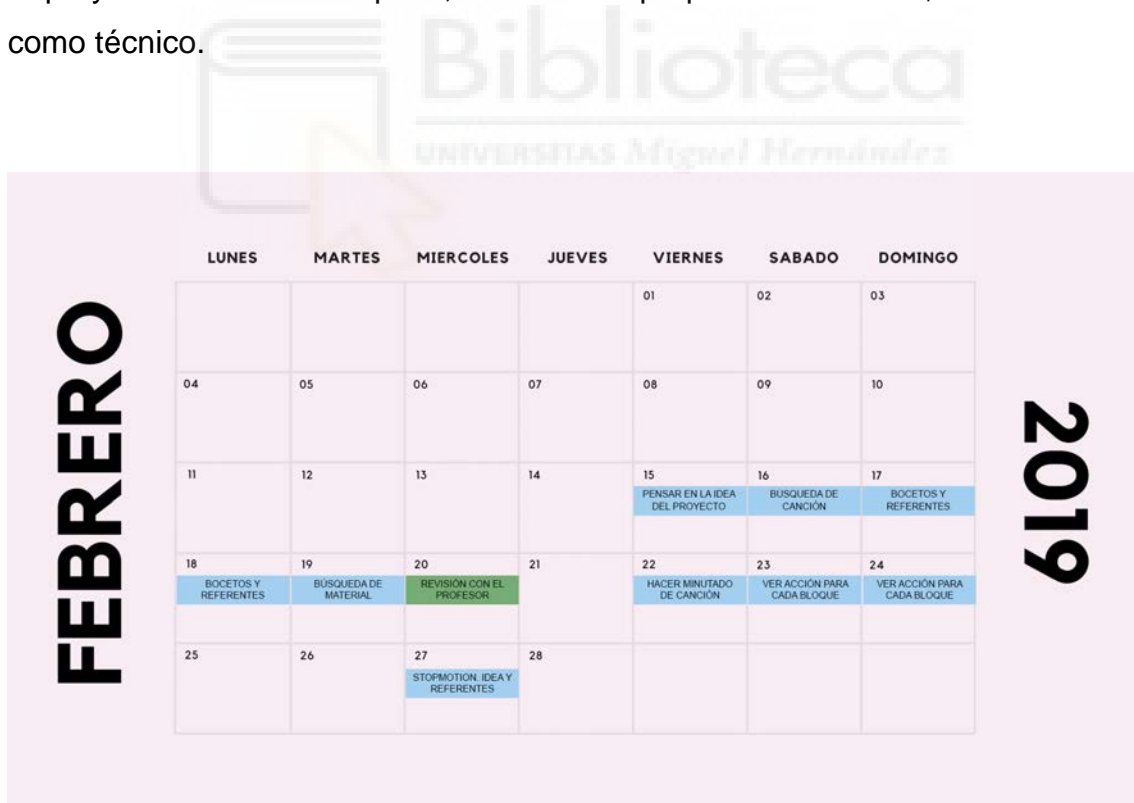 como técnico.
Biblioteca
UNIVERSITAS Miguel Hernández
FEBRERO
2019
LUNES MARTES MIERCOLES JUEVES VIERNES SABADO DOMINGO
01 02 03
04 05 06 07 08 09 10
11 12 13 14 15 16 17
PENSAR EN LA IDEA BÚSQUEDA DE BOCETOS Y
DEL PROYECTO CANCIÓN REFERENTES
18 19 20 21 22 23 24
BOCETOS Y BÚSQUEDA DE REVISIÓN CON EL HACER MINUTADO VER ACCIÓN PARA VER ACCIÓN PARA
REFERENTES MATERIAL PROFESOR DE CANCIÓN CADA BLOQUE CADA BLOQUE
25 26 27 28
STOPMOTION. IDEA Y
REFERENTES